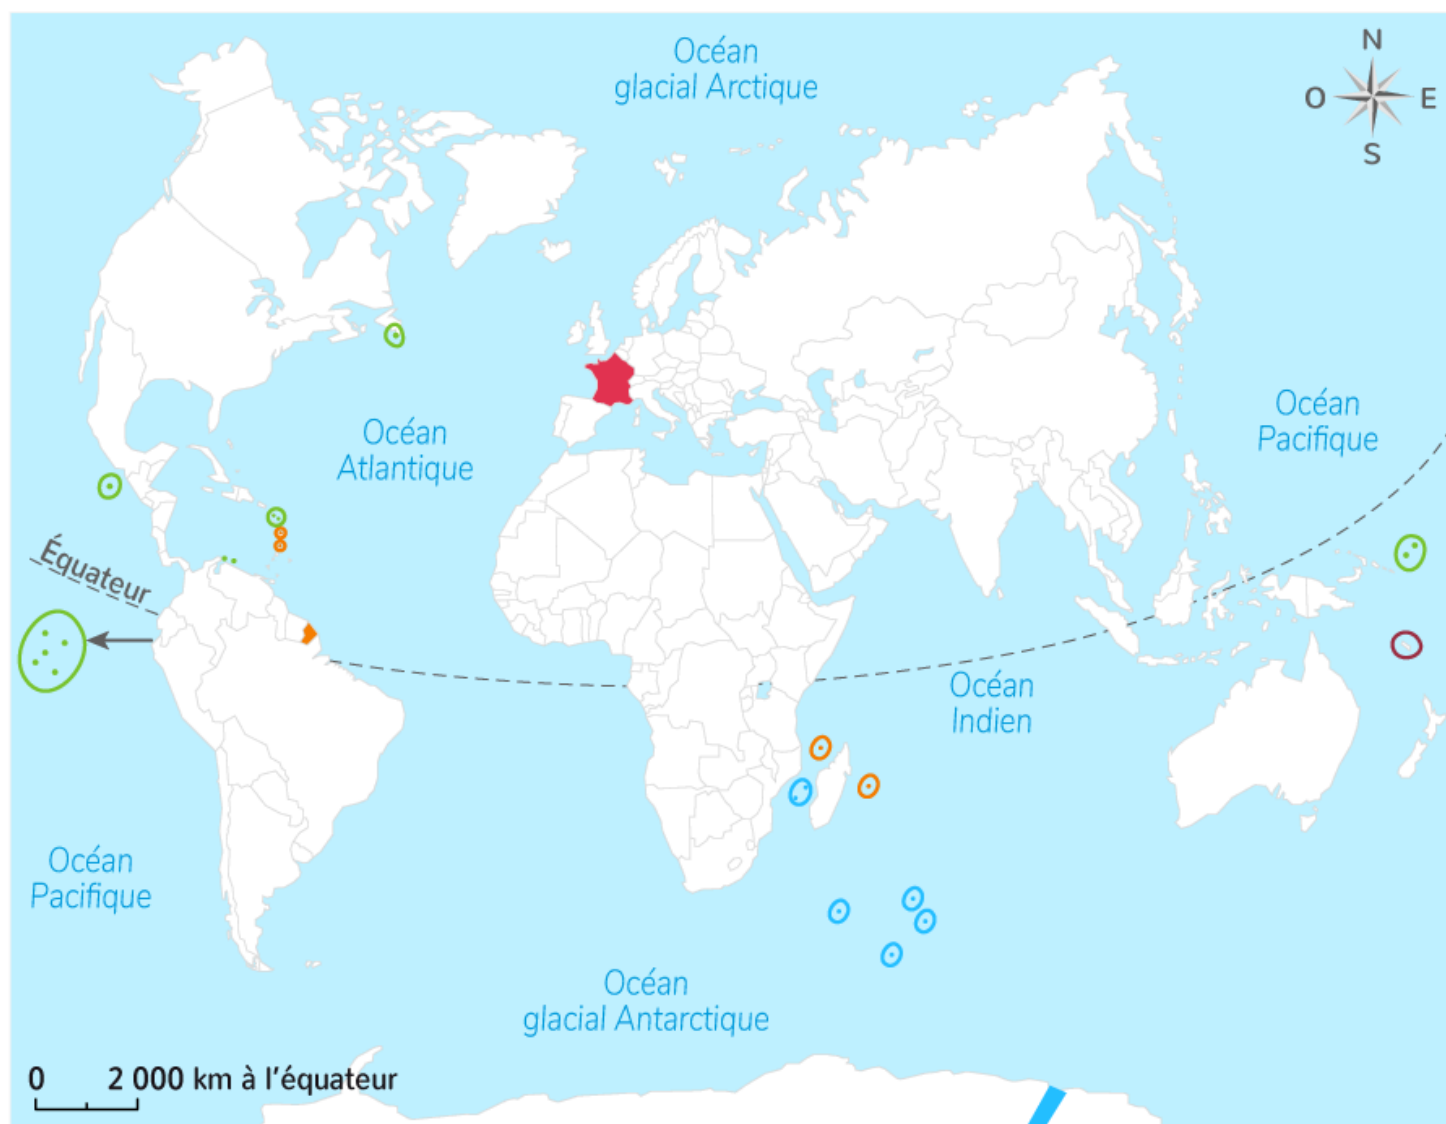 Océan
glacial Arctique
N
O
E
S
Océan
Pacifique
Océan
Atlantique
Équateur
Océan
Indien
Océan
Pacifique
Océan
glacial Antarctique
0 2 000 km à l'équateur